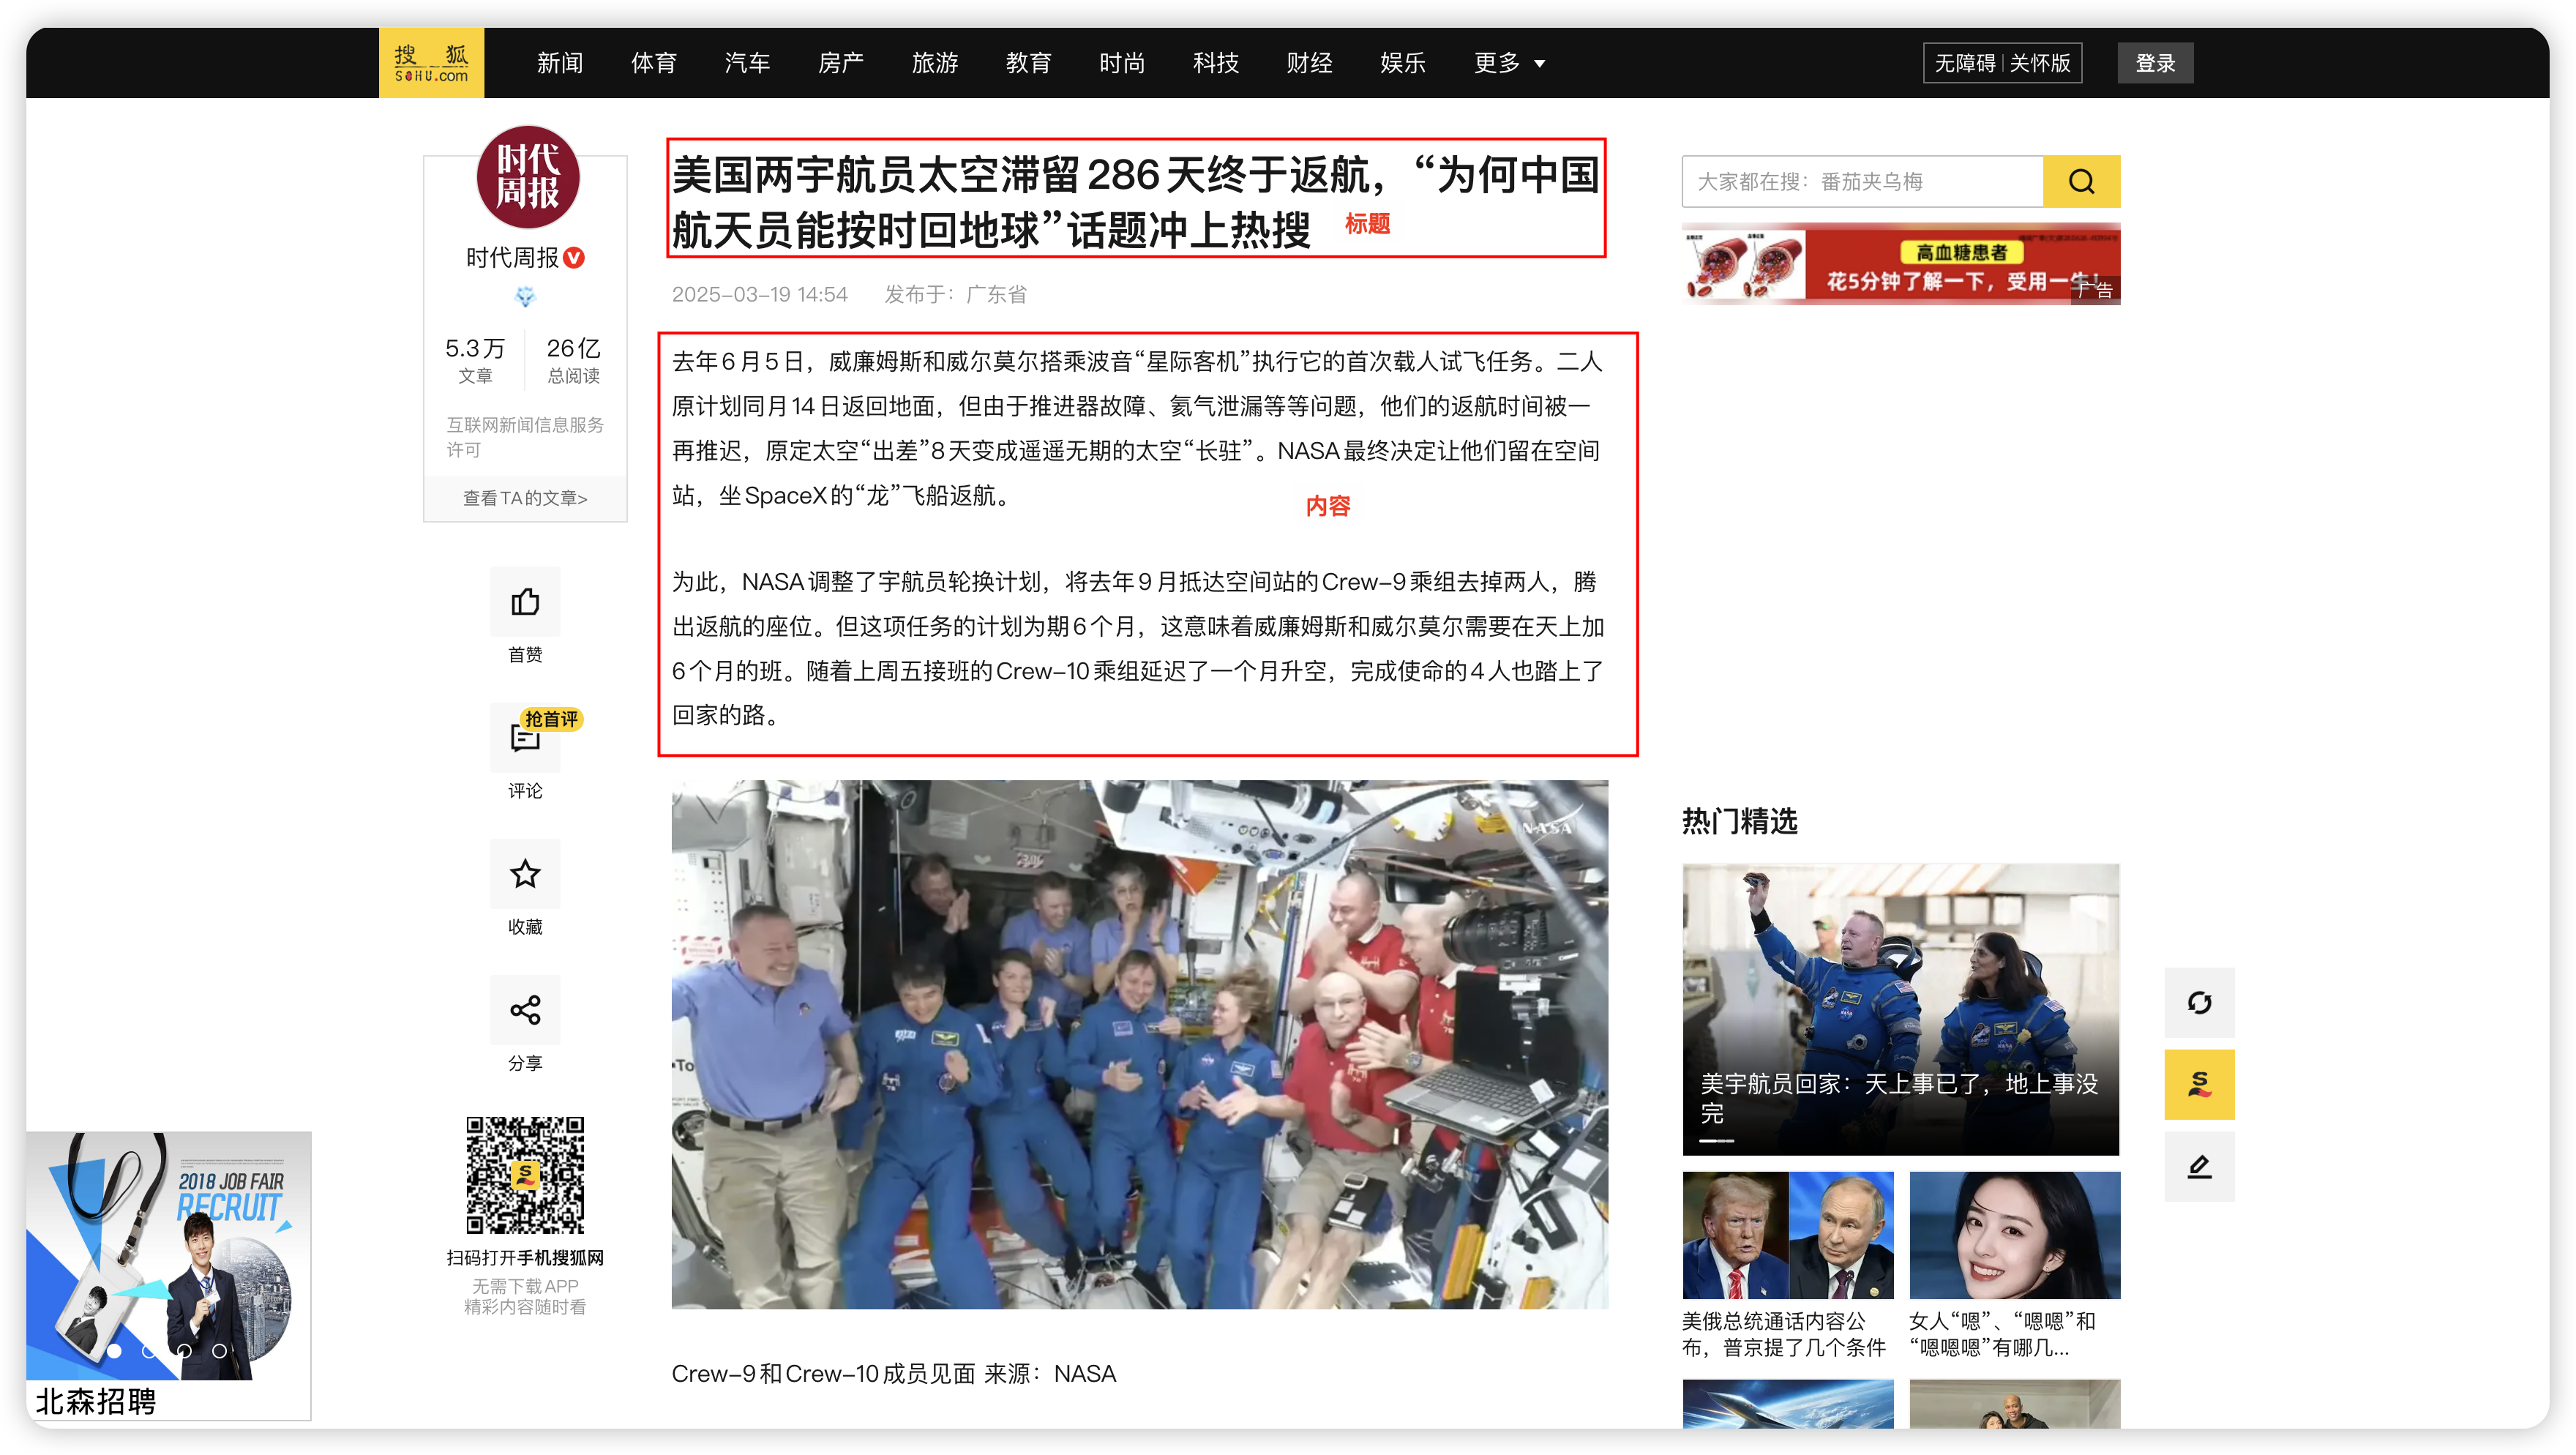 搜 狐
SOHU.com
新闻 体育 汽车 房产 旅游 教育 时尚 科技 财经 娱乐 更多
无障碍 | 关怀版
登录
时代
周报
时代周报
5.3万
文章
26亿
总阅读
互联网新闻信息服务
许可
查看TA的文章>
首赞
抢首评
评论
收藏
分享
扫码打开手机搜狐网
无需下载APP
精彩内容随时看
2018 JOB FAIR
RECRUIT
北森招聘
美国两宇航员太空滞留286天终于返航，“为何中国
航天员能按时回地球”话题冲上热搜
标题
2025-03-19 14:54 发布于：广东省
去年6月5日，威廉姆斯和威尔莫尔搭乘波音“星际客机”执行它的首次载人试飞任务。二人
原计划同月14日返回地面，但由于推进器故障、氦气泄漏等等问题，他们的返航时间被一
再推迟，原定太空“出差”8天变成遥遥无期的太空“长驻”。NASA最终决定让他们留在空间
站，坐SpaceX的“龙”飞船返航。
内容
为此，NASA调整了宇航员轮换计划，将去年9月抵达空间站的Crew-9乘组去掉两人，腾
出返航的座位。但这项任务的计划为期6个月，这意味着威廉姆斯和威尔莫尔需要在天上加
6个月的班。随着上周五接班的Crew-10乘组延迟了一个月升空，完成使命的4人也踏上了
回家的路。
NASA
Crew-9和Crew-10成员见面 来源：NASA
大家都在搜：番茄夹乌梅
高血糖患者
花5分钟了解一下，受用一生！
广告
热门精选
美宇航员回家：天上事已了，地上事没
完
美俄总统通话内容公
布，普京提了几个条件
女人“嗯”、“嗯嗯”和
“嗯嗯嗯”有哪几...